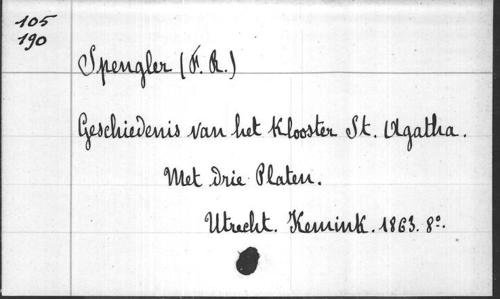 105
190
Spengler (F. R.)
Geschiedenis van het Klooster St. Agatha.
Met drie Platen.
Utrecht. Kemink. 1863. 8°.